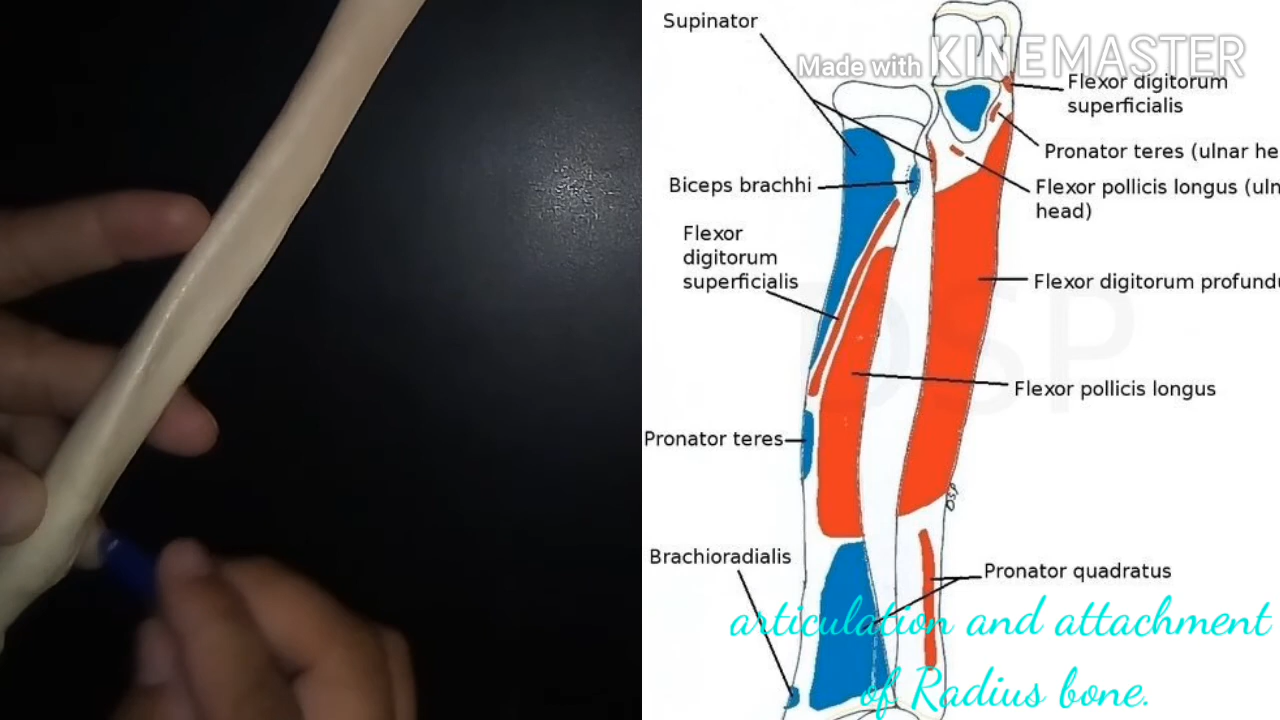 Supinator
Made with KINEMASTER
Flexor digitorum
superficialis
Pronator teres (ulnar he
Biceps brachhi
Flexor pollicis longus (uln
head)
Flexor
digitorum
superficialis
Flexor digitorum profundu
Flexor pollicis longus
Pronator teres
DSP
DSP
Brachioradialis
Pronator quadratus
articulation and attachment
of Radius bone.